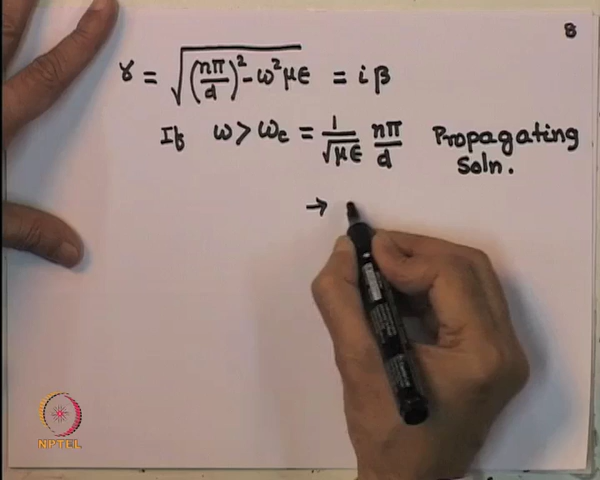 8
γ = √((nπ/d)² - ω²με) = iβ
If ω > ωc = 1/√με nπ/d Propagating
Soln.
→
NPTEL